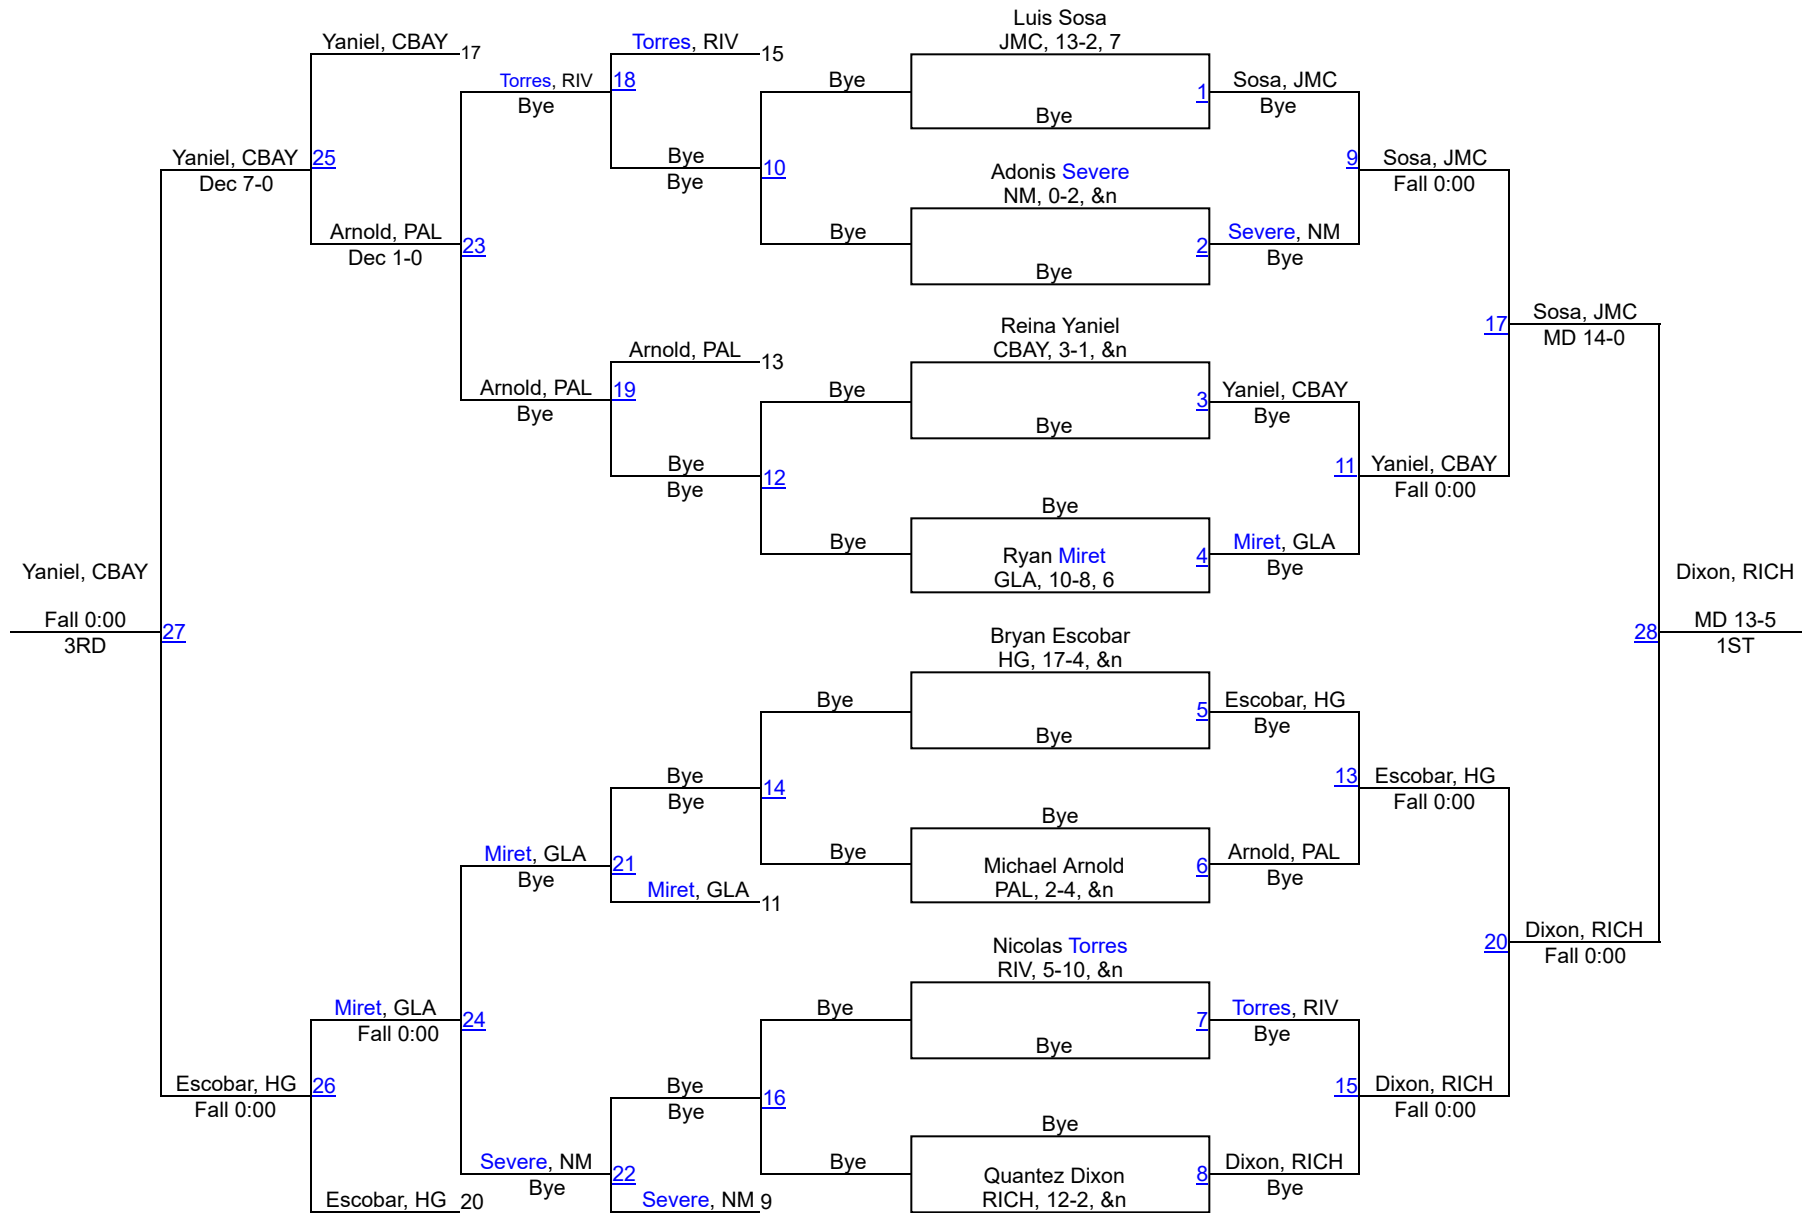 Luis Sosa
Yaniel, CBAY 17
Torres, RIV 15
JMC, 13-2, 7
Torres, RIV 18
Bye
Bye
1 Sosa, JMC
Bye
Bye
Bye
Yaniel, CBAY 25
Dec 7-0
Bye
Bye
10
Adonis Severe
NM, 0-2, &n
9 Sosa, JMC
Fall 0:00
Arnold, PAL
Dec 1-0
23
Bye
2 Severe, NM
Bye
Bye
Reina Yaniel
CBAY, 3-1, &n
17 Sosa, JMC
MD 14-0
Arnold, PAL 13
Arnold, PAL 19
Bye
Bye
3 Yaniel, CBAY
Bye
Bye
Bye
Bye
12
11 Yaniel, CBAY
Fall 0:00
Bye
Bye
Ryan Miret
GLA, 10-8, 6
4 Miret, GLA
Bye
Yaniel, CBAY
Fall 0:00
3RD
27
Dixon, RICH
28 MD 13-5
1ST
Bryan Escobar
HG, 17-4, &n
Bye
5 Escobar, HG
Bye
Bye
Bye
Bye
14
13 Escobar, HG
Fall 0:00
Bye
Miret, GLA 21
Bye
Bye
Michael Arnold
PAL, 2-4, &n
6 Arnold, PAL
Bye
Miret, GLA 11
Nicolas Torres
RIV, 5-10, &n
20 Dixon, RICH
Fall 0:00
Miret, GLA 24
Fall 0:00
Bye
7 Torres, RIV
Bye
Bye
Escobar, HG 26
Fall 0:00
Bye
Bye
16
15 Dixon, RICH
Fall 0:00
Bye
Severe, NM 22
Bye
Bye
Quantez Dixon
RICH, 12-2, &n
8 Dixon, RICH
Bye
Escobar, HG 20
Severe, NM 9